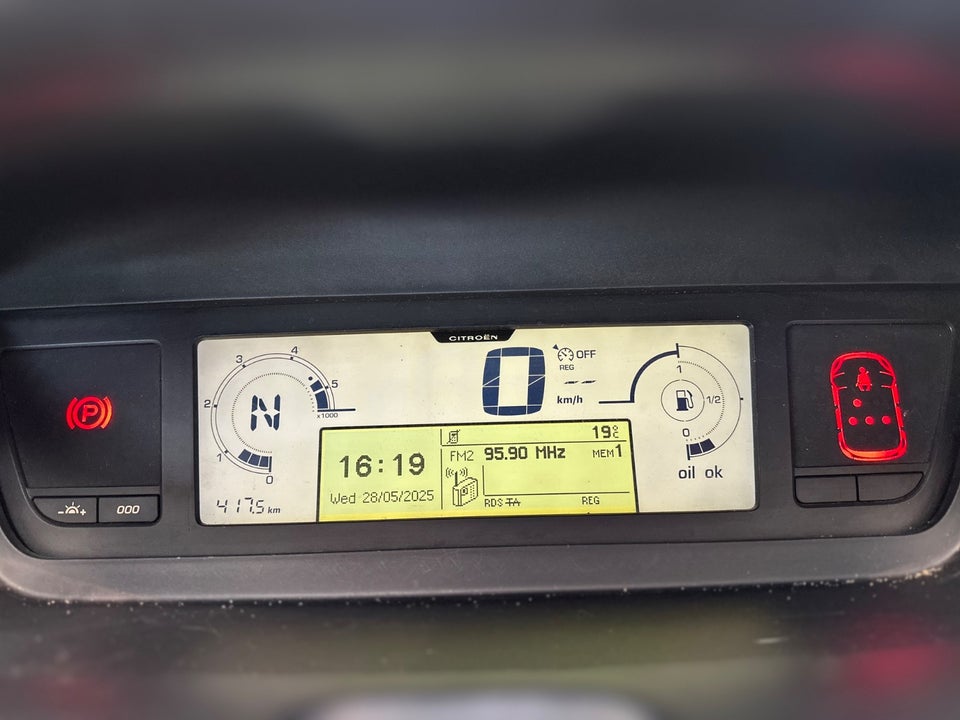 CITROËN
3
4
2
5
x1000
N
1
0
417.5 km
0
OFF
REG
-- 
km/h
1
1/2
0
oil ok
P
- +
000
16:19
Wed 28/05/2025
19°C
FM2 95.90 MHz MEM1
RDS TA REG